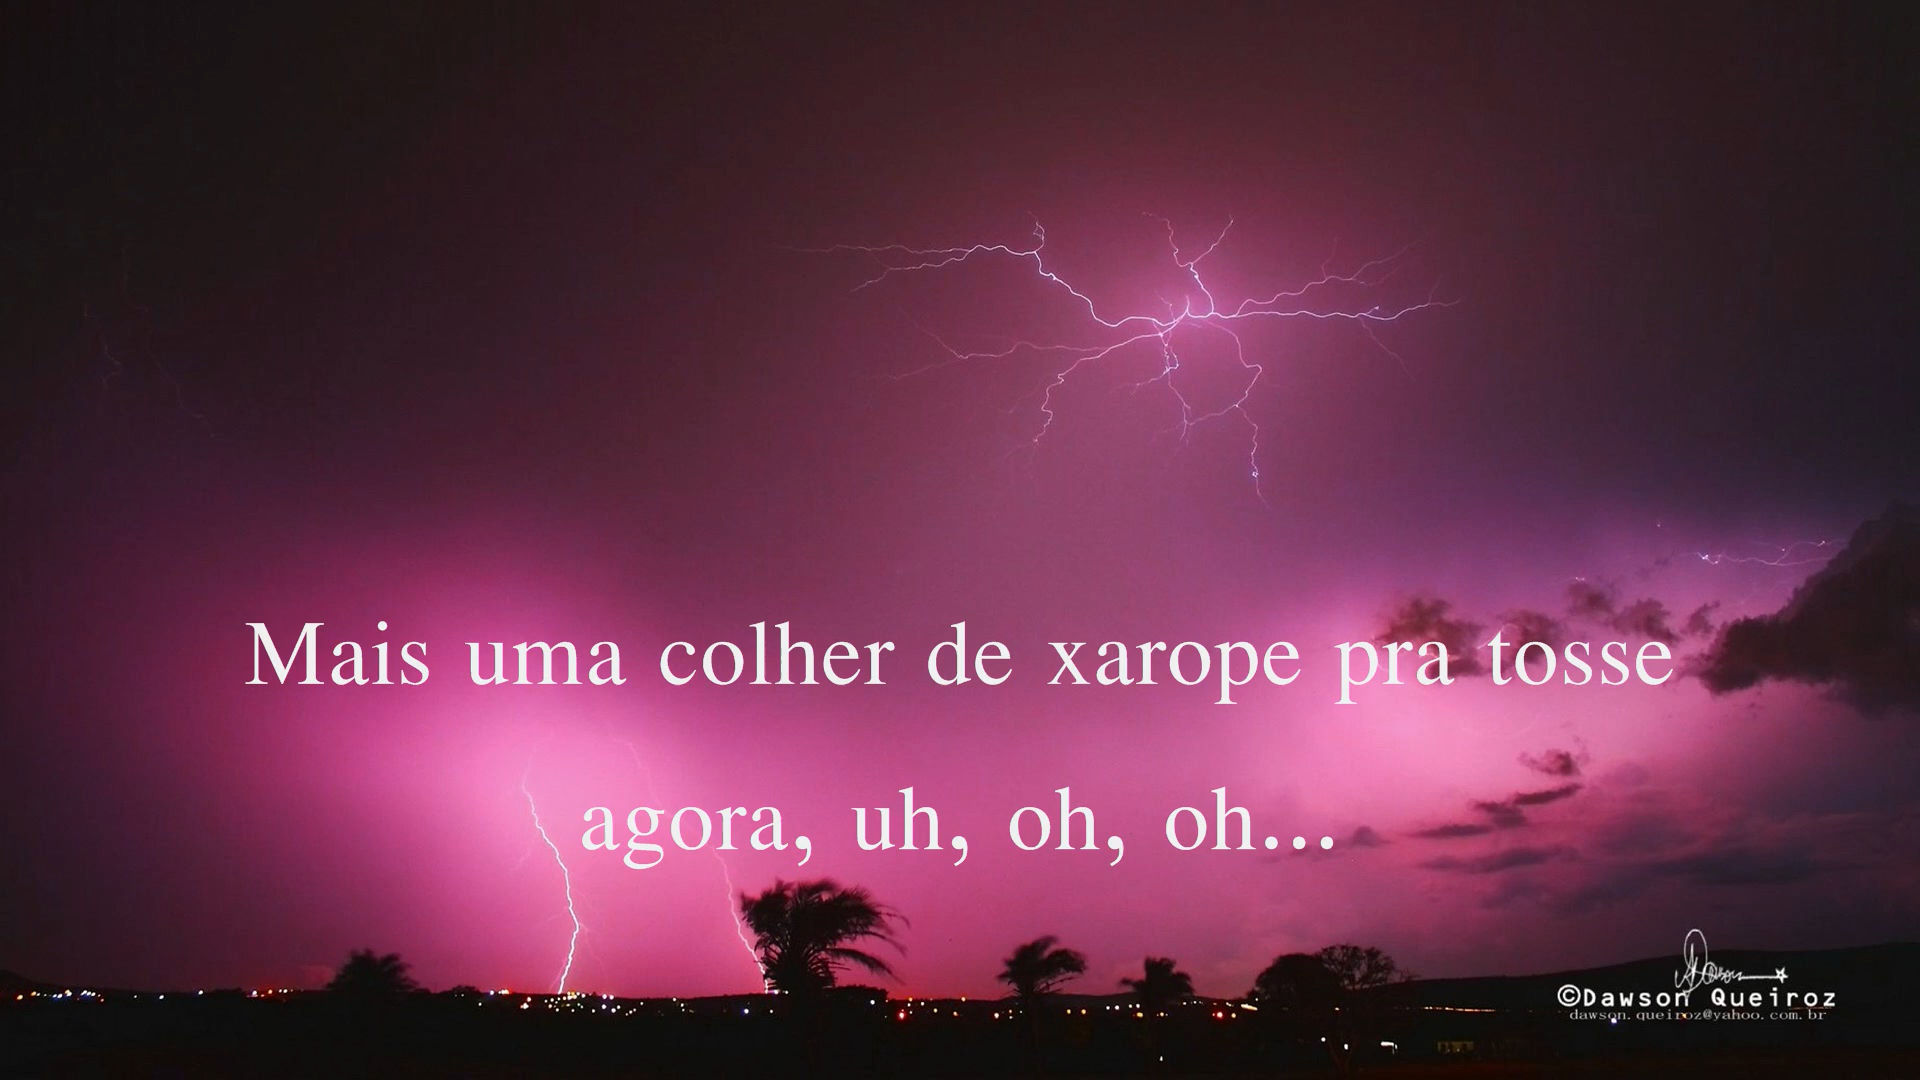 Mais uma colher de xarope pra tosse
agora, uh, oh, oh...
©Dawson Queiroz
dawson.queiroz@yahoo.com.br